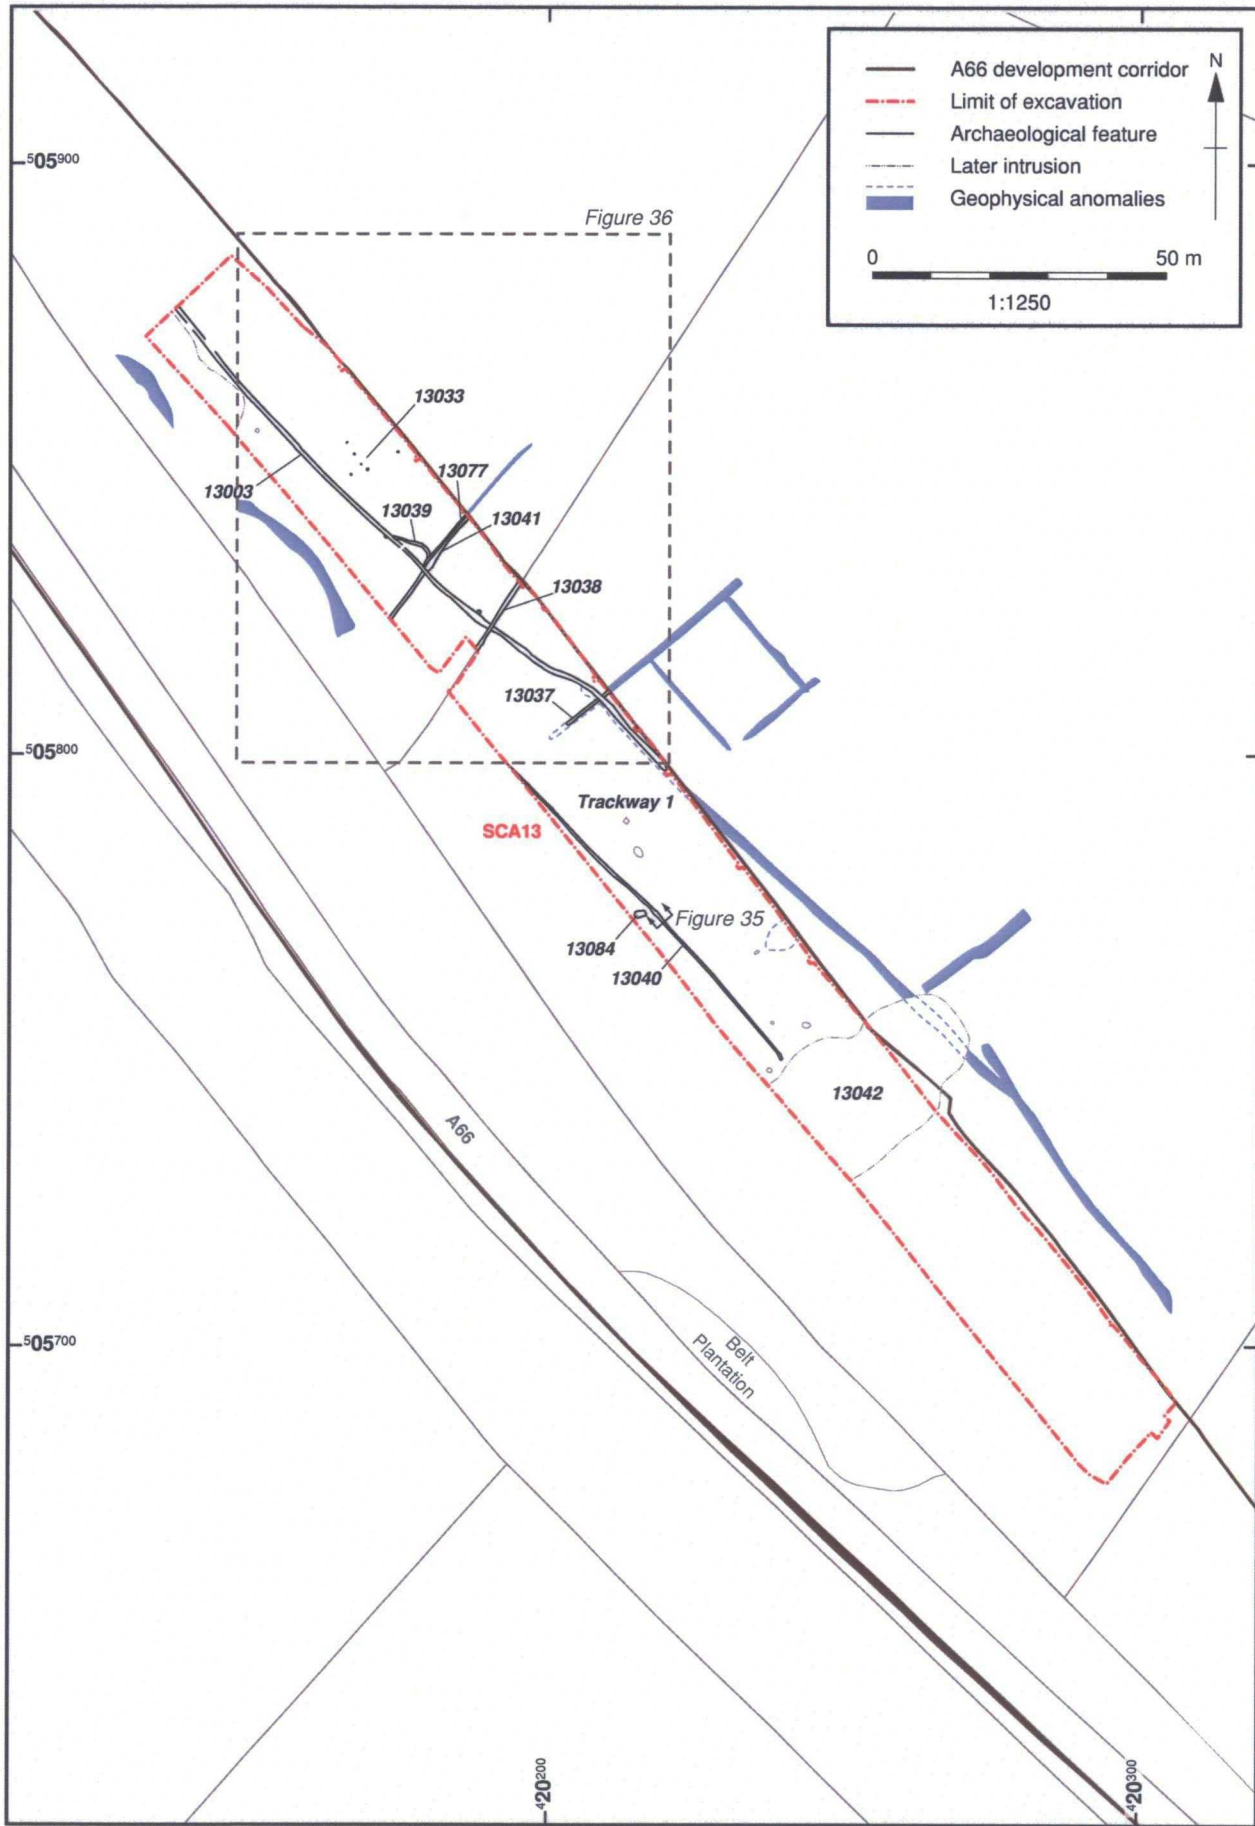 A66 development corridor
N
Limit of excavation
Archaeological feature
Later intrusion
Geophysical anomalies
0 50 m
1:1250
505900
Figure 36
13033
13077
13003
13039
13041
13038
13037
505800
Trackway 1
SCA13
Figure 35
13084
13040
13042
A66
Belt
Plantation
505700
420200
420300